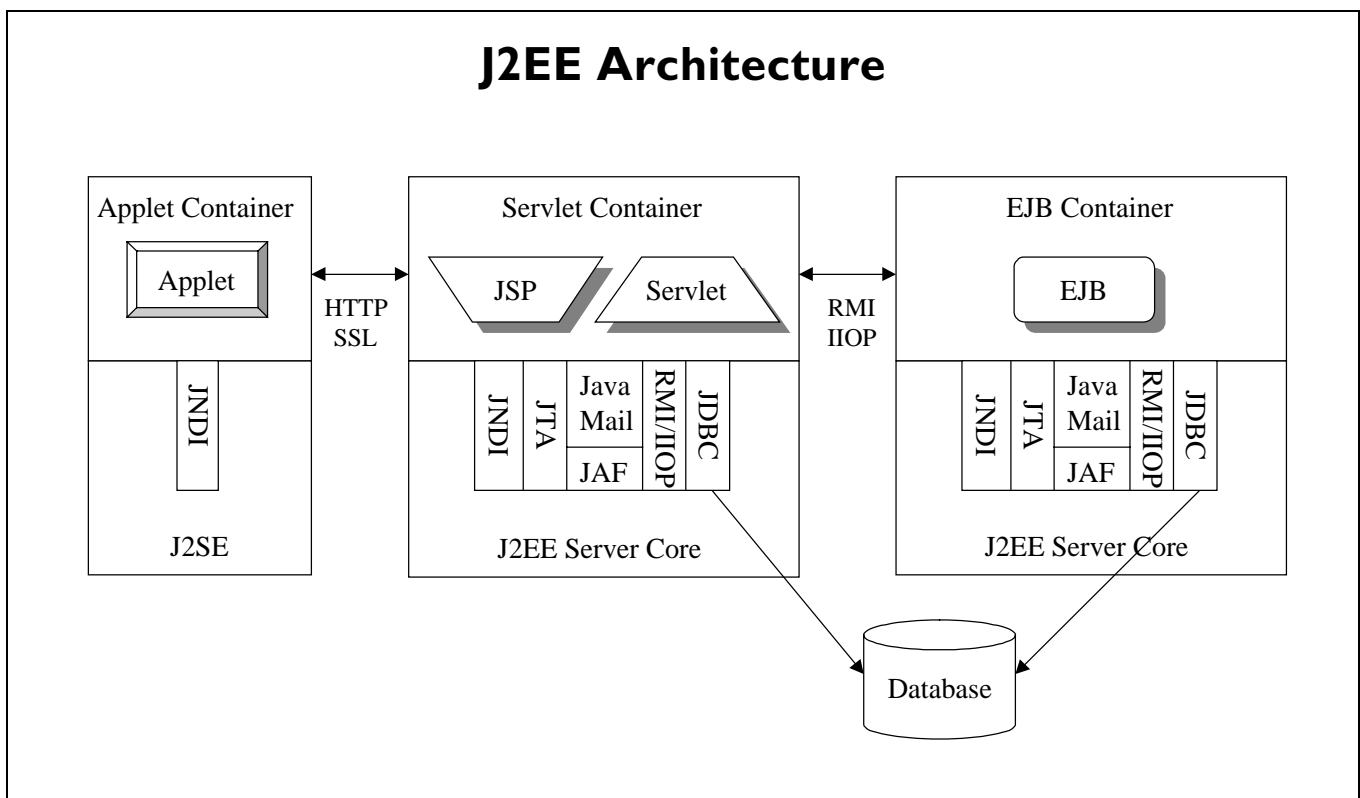 J2EE Architecture
Applet Container
Applet
JNDI
J2SE
HTTP
SSL
Servlet Container
JSP
Servlet
JNDI
JTA
Java
Mail
JAF
RMI/IIOP
JDBC
J2EE Server Core
RMI
IIOP
EJB Container
EJB
JNDI
JTA
Java
Mail
JAF
RMI/IIOP
JDBC
J2EE Server Core
Database